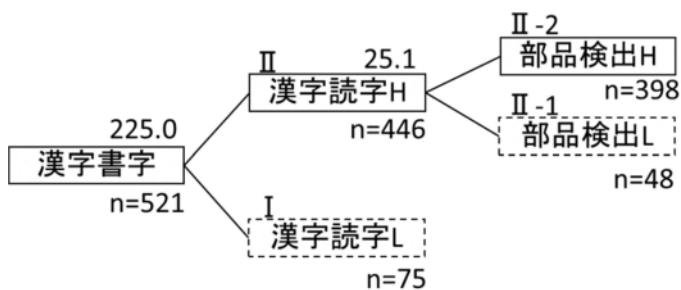 Ⅱ-2
部品検出H
n=398
25.1
Ⅱ
漢字読字H
n=446
Ⅱ-1
部品検出L
n=48
225.0
漢字書字
n=521
Ⅰ
漢字読字L
n=75